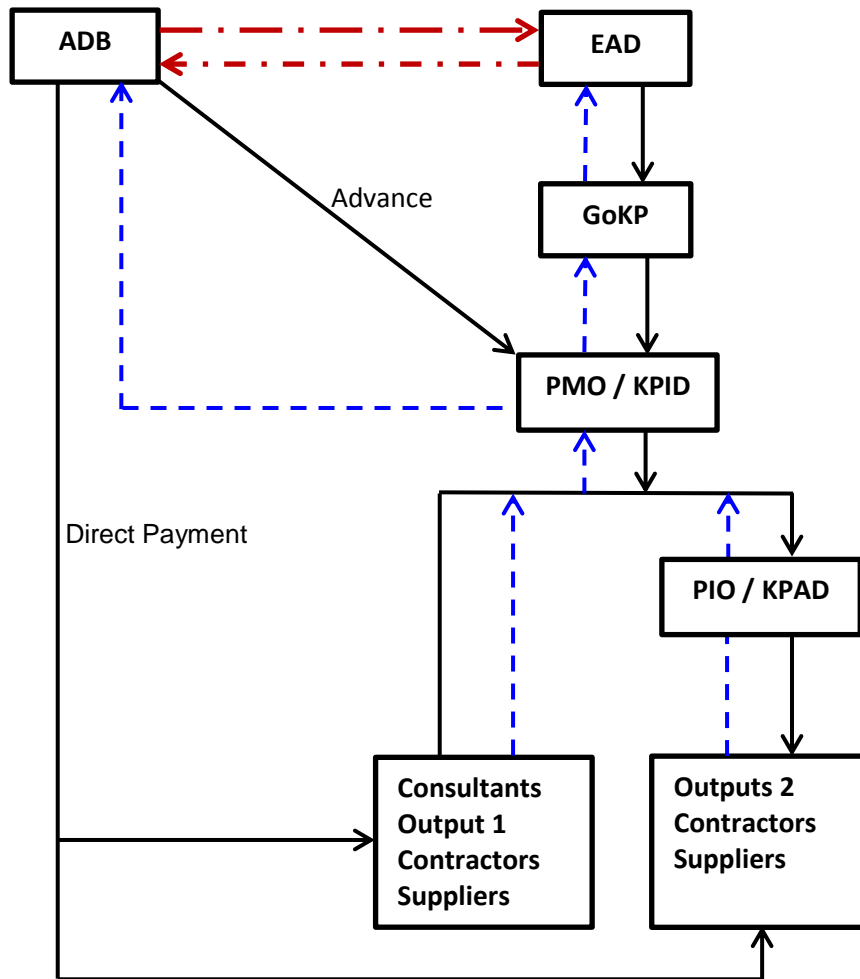 ADB
EAD
Advance
GoKP
PMO / KPID
Direct Payment
PIO / KPAD
Consultants
Output 1
Contractors
Suppliers
Outputs 2
Contractors
Suppliers